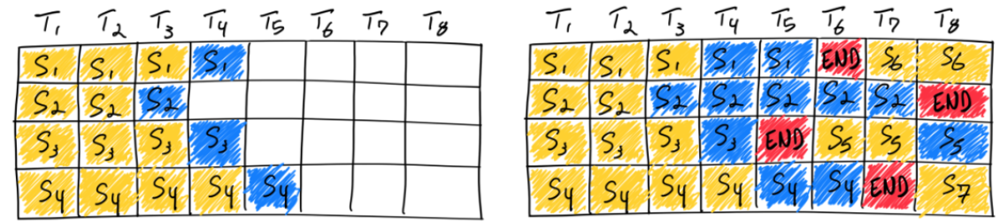 T1 T2 T3 T4 T5 T6 T7 T8
S1 S1 S1 S1
S2 S2 S2
S3 S3 S3 S3
S4 S4 S4 S4 S4
T1 T2 T3 T4 T5 T6 T7 T8
S1 S1 S1 S1 S1 END S6 S6
S2 S2 S2 S2 S2 S2 S2 END
S3 S3 S3 S3 END S5 S5 S5
S4 S4 S4 S4 S4 S4 END S7